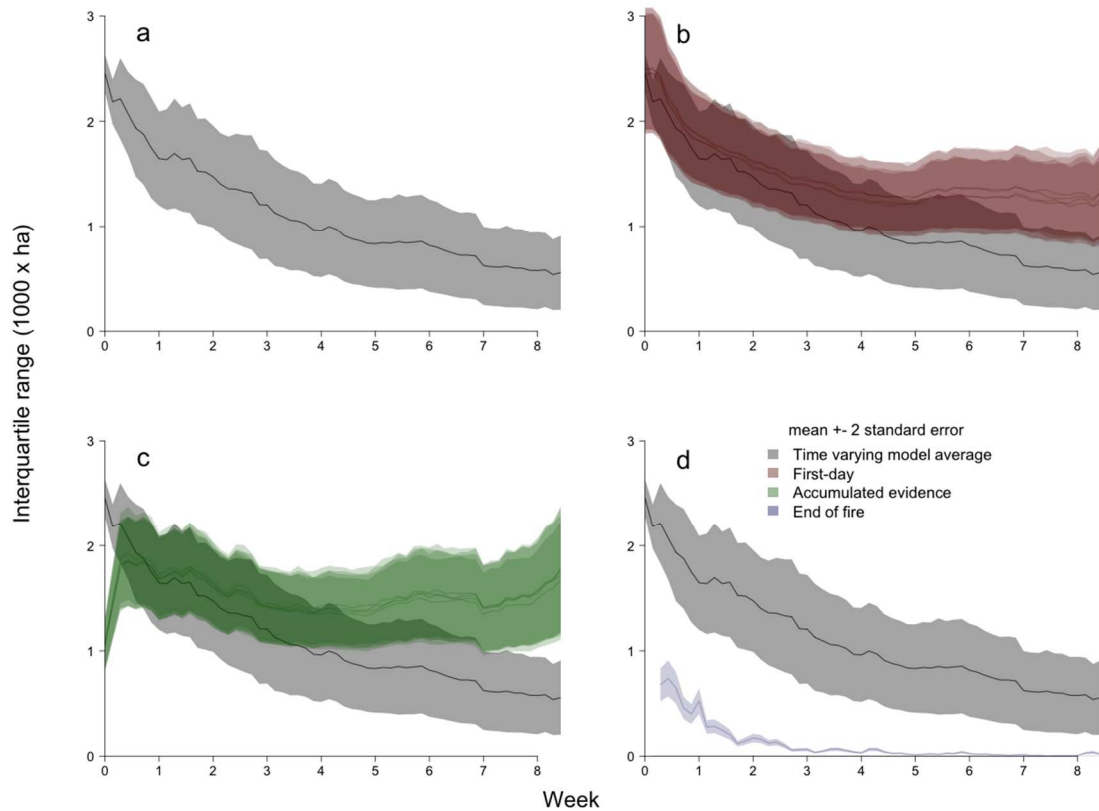 3
2
1
0
a
0 1 2 3 4 5 6 7 8
3
2
1
0
b
0 1 2 3 4 5 6 7 8
Interquartile range (1000 x ha)
3
2
1
0
c
0 1 2 3 4 5 6 7 8
3
2
1
0
d
mean +- 2 standard error
Time varying model average
First-day
Accumulated evidence
End of fire
0 1 2 3 4 5 6 7 8
Week